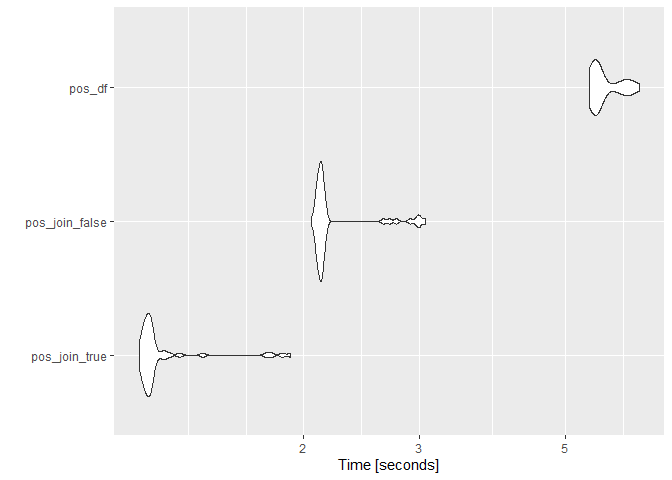 pos_df
pos_join_false
pos_join_true
2 3 5
Time [seconds]